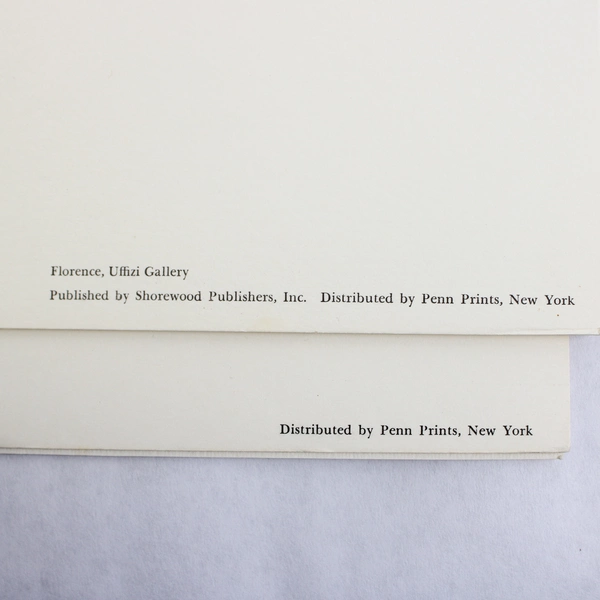 Florence, Uffizi Gallery
Published by Shorewood Publishers, Inc. Distributed by Penn Prints, New York
Distributed by Penn Prints, New York